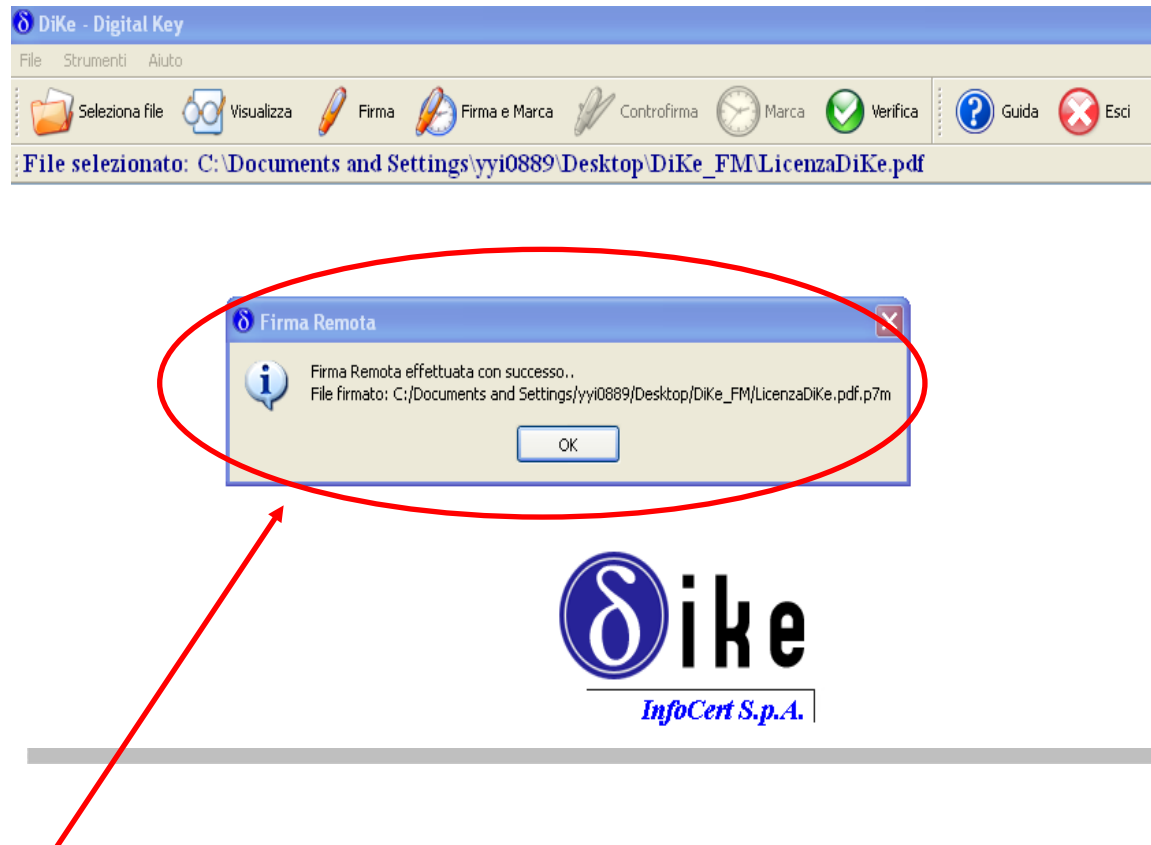 δ DiKe - Digital Key
File Strumenti Aiuto
Seleziona file Visualizza Firma Firma e Marca Controfirma Marca Verifica ? Guida Esci
File selezionato: C:\Documents and Settings\yyi0889\Desktop\DiKe_FM\LicenzaDiKe.pdf
δ Firma Remota
Firma Remota effettuata con successo..
File firmato: C:/Documents and Settings/yyi0889/Desktop/DiKe_FM/LicenzaDiKe.pdf.p7m
OK
δike
InfoCert S.p.A.